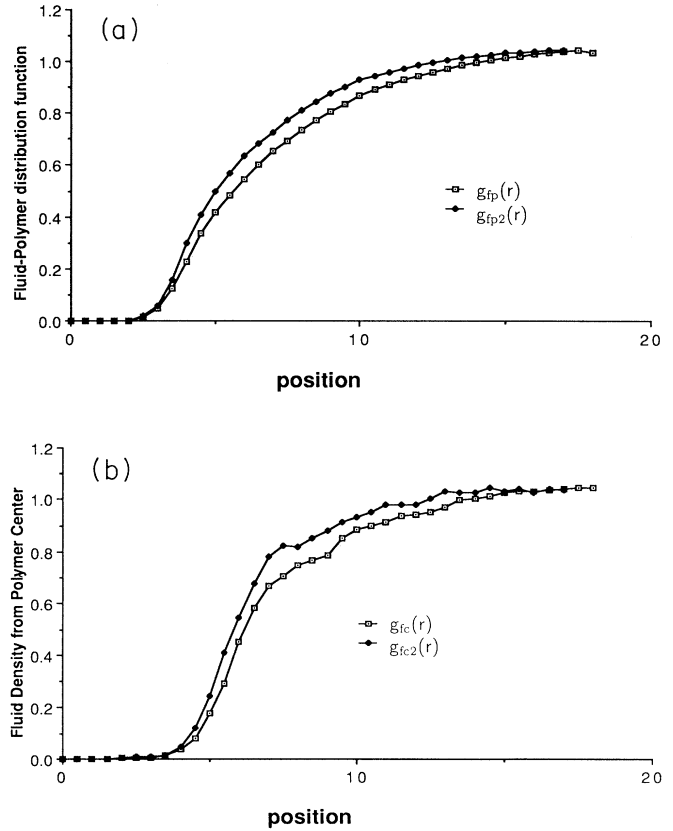 (a)
Fluid-Polymer distribution function
1.2
1.0
0.8
0.6
0.4
0.2
0.0
gfp(r)
gfp2(r)
0
10
20
position
(b)
Fluid Density from Polymer Center
1.2
1.0
0.8
0.6
0.4
0.2
0.0
gfc(r)
gfc2(r)
0
10
20
position